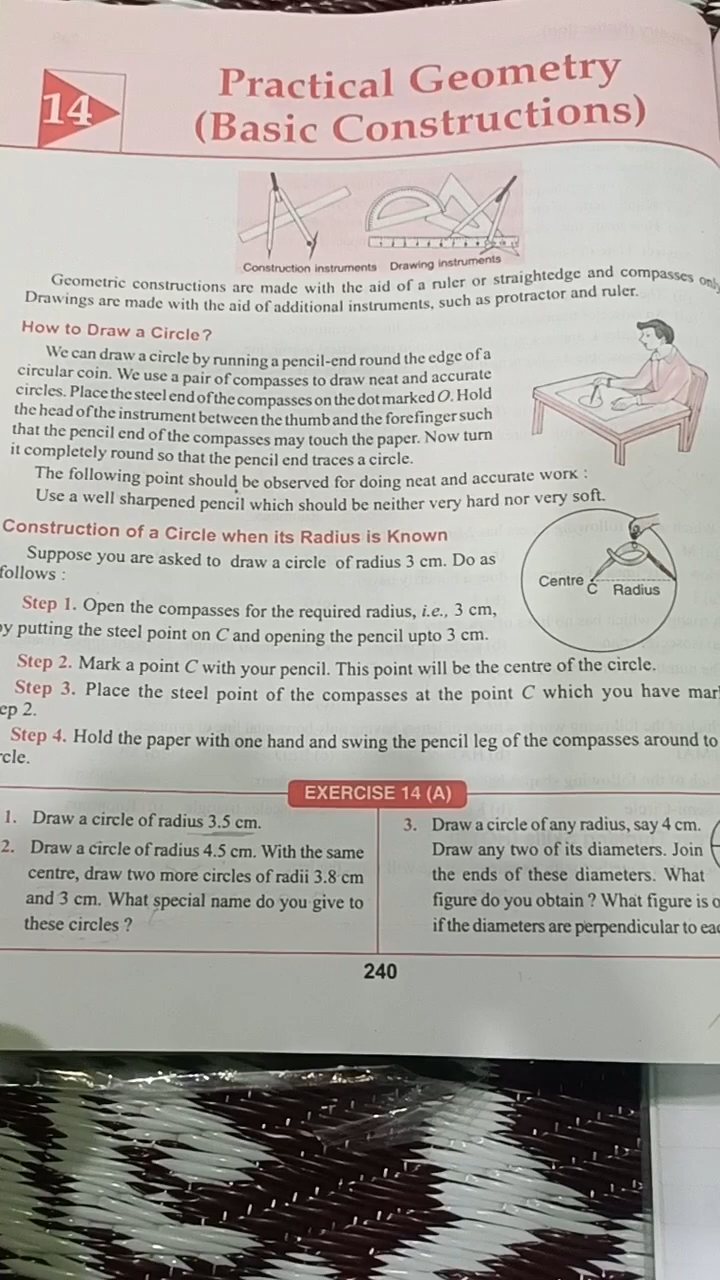 14
Practical Geometry
(Basic Constructions)
Construction instruments Drawing instruments
Geometric constructions are made with the aid of a ruler or straightedge and compasses only
Drawings are made with the aid of additional instruments, such as protractor and ruler.
How to Draw a Circle?
We can draw a circle by running a pencil-end round the edge of a
circular coin. We use a pair of compasses to draw neat and accurate
circles. Place the steel end of the compasses on the dot marked O. Hold
the head of the instrument between the thumb and the forefinger such
that the pencil end of the compasses may touch the paper. Now turn
it completely round so that the pencil end traces a circle.
The following point should be observed for doing neat and accurate work :
Use a well sharpened pencil which should be neither very hard nor very soft.
Construction of a Circle when its Radius is Known
Suppose you are asked to draw a circle of radius 3 cm. Do as
follows :
Centre C Radius
Step 1. Open the compasses for the required radius, i.e., 3 cm,
by putting the steel point on C and opening the pencil upto 3 cm.
Step 2. Mark a point C with your pencil. This point will be the centre of the circle.
Step 3. Place the steel point of the compasses at the point C which you have mar
ep 2.
Step 4. Hold the paper with one hand and swing the pencil leg of the compasses around to
cle.
EXERCISE 14 (A)
1. Draw a circle of radius 3.5 cm.
2. Draw a circle of radius 4.5 cm. With the same
centre, draw two more circles of radii 3.8 cm
and 3 cm. What special name do you give to
these circles ?
3. Draw a circle of any radius, say 4 cm.
Draw any two of its diameters. Join
the ends of these diameters. What
figure do you obtain ? What figure is o
if the diameters are perpendicular to ea
240